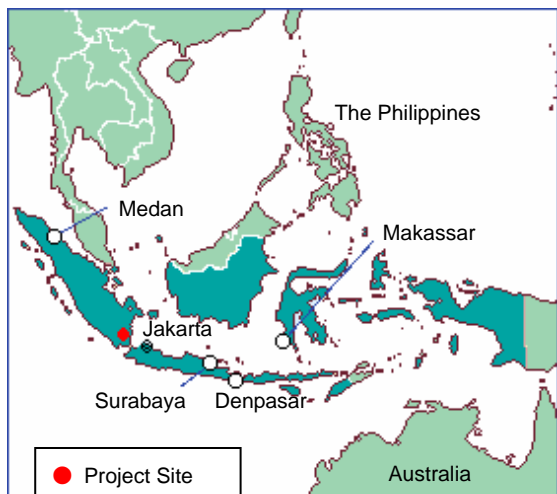 The Philippines
Medan
Makassar
Jakarta
Surabaya
Denpasar
Project Site
Australia